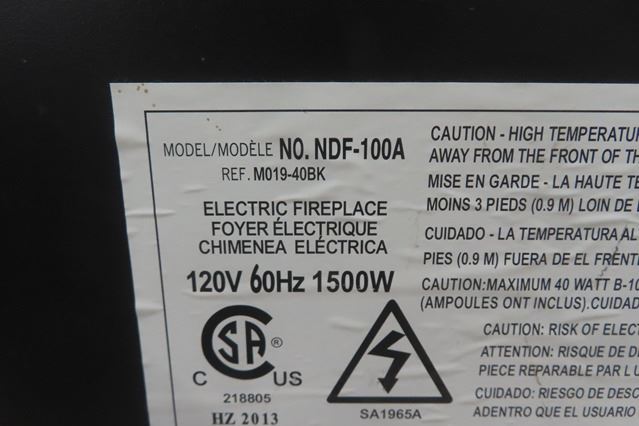 MODEL/MODÈLE NO. NDF-100A
REF. M019-40BK
ELECTRIC FIREPLACE
FOYER ÉLECTRIQUE
CHIMENEA ELÉCTRICA
120V 60Hz 1500W
CSA ®
C US
218805
HZ 2013
SA1965A
CAUTION - HIGH TEMPERATU
AWAY FROM THE FRONT OF TH
MISE EN GARDE - LA HAUTE TE
MOINS 3 PIEDS (0.9 M) LOIN DE
CUIDADO - LA TEMPERATURA AL
PIES (0.9 M) FUERA DE EL FRENT
CAUTION:MAXIMUM 40 WATT B-10
(AMPOULES ONT INCLUS).CUIDAD
CAUTION: RISK OF ELECT
ATTENTION: RISQUE DE D
PIECE REPARABLE PAR L U
CUIDADO: RIESGO DE DESC
ADENTRO QUE EL USUARIO